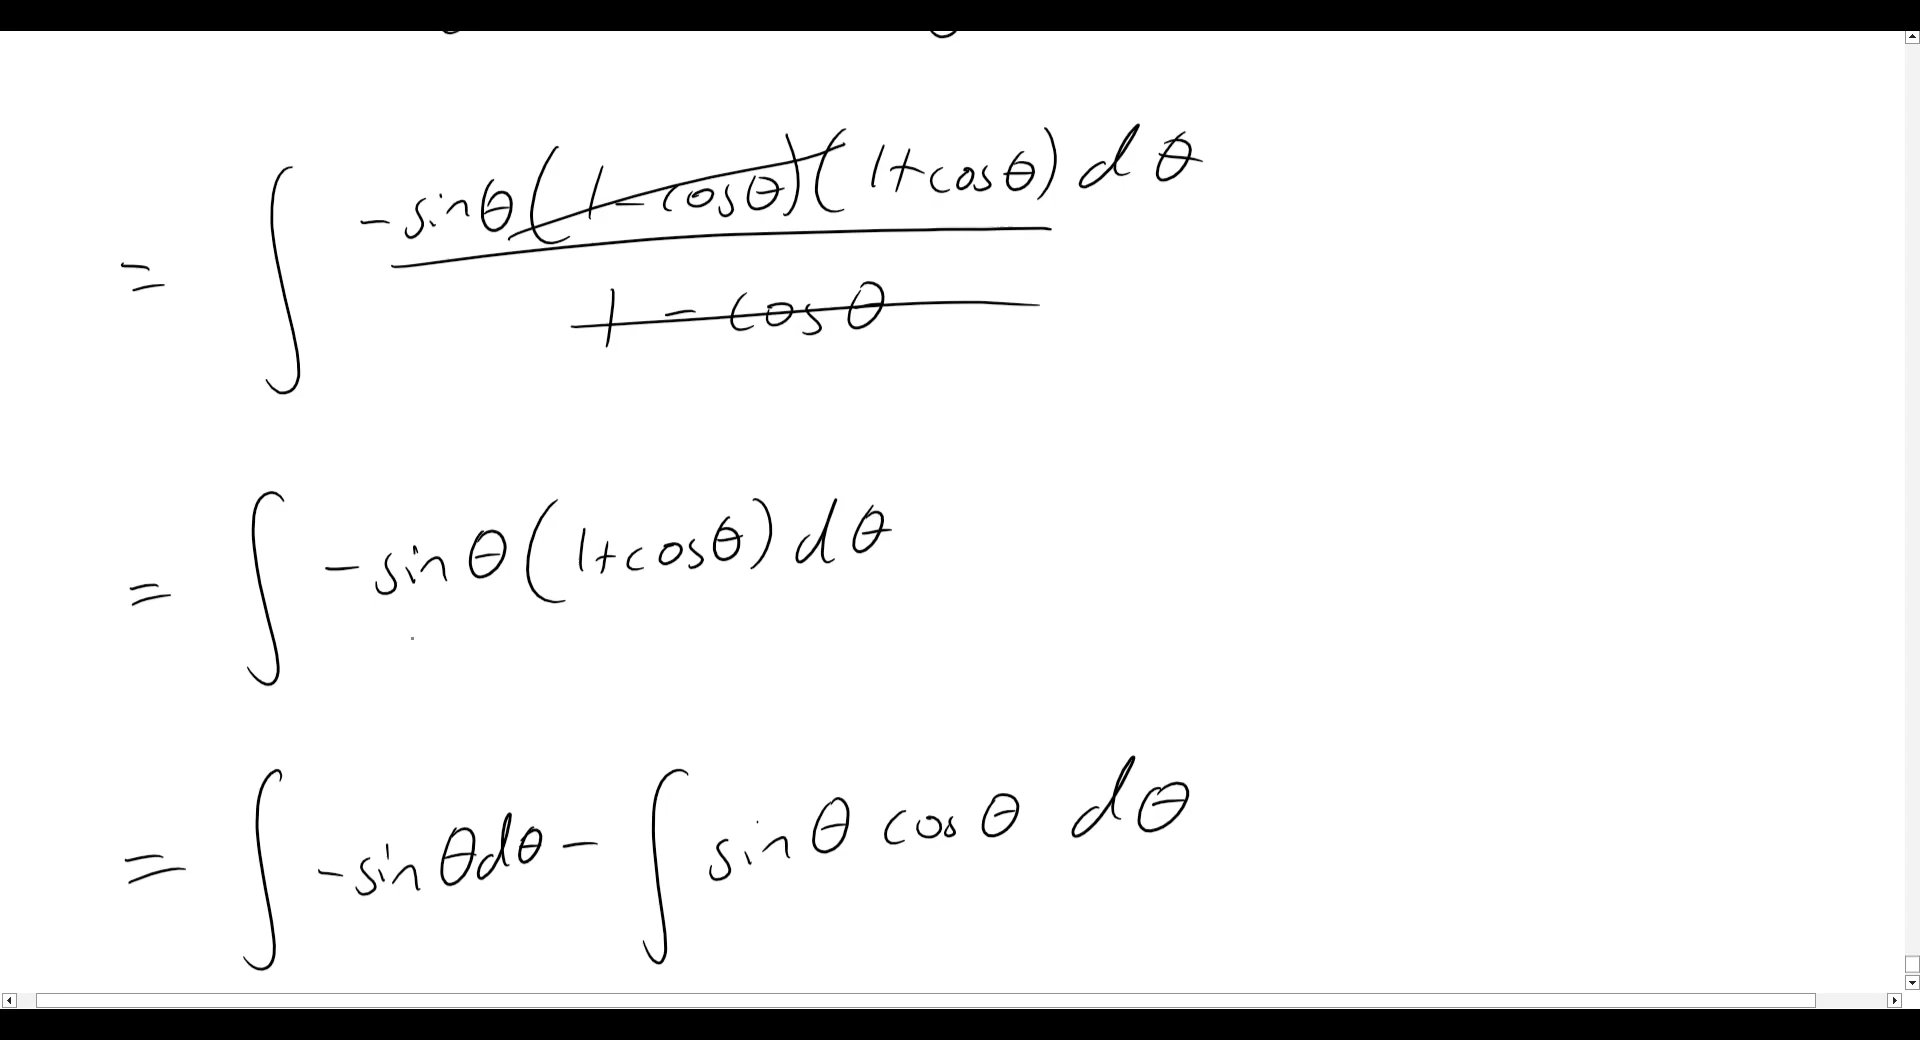 = ∫ -sinθ(1-cosθ)(1+cosθ)dθ
1-cosθ
= ∫ -sinθ(1+cosθ)dθ
= ∫ -sinθdθ - ∫ sinθ cosθ dθ